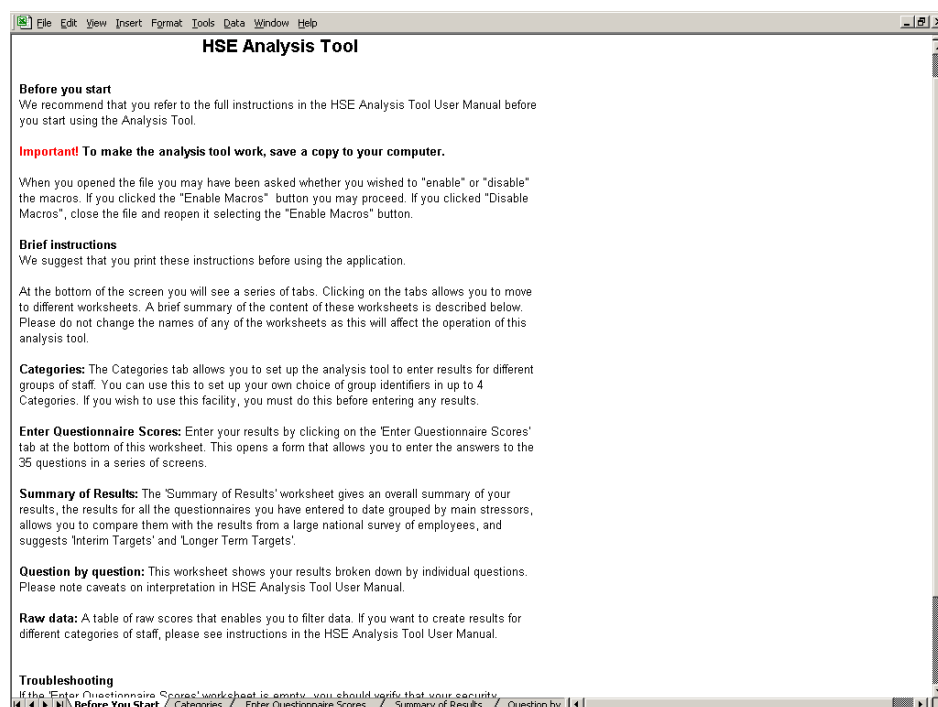 File Edit View Insert Format Tools Data Window Help
HSE Analysis Tool
Before you start
We recommend that you refer to the full instructions in the HSE Analysis Tool User Manual before
you start using the Analysis Tool.
Important! To make the analysis tool work, save a copy to your computer.
When you opened the file you may have been asked whether you wished to "enable" or "disable"
the macros. If you clicked the "Enable Macros" button you may proceed. If you clicked "Disable
Macros", close the file and reopen it selecting the "Enable Macros" button.
Brief instructions
We suggest that you print these instructions before using the application.
At the bottom of the screen you will see a series of tabs. Clicking on the tabs allows you to move
to different worksheets. A brief summary of the content of these worksheets is described below.
Please do not change the names of any of the worksheets as this will affect the operation of this
analysis tool.
Categories: The Categories tab allows you to set up the analysis tool to enter results for different
groups of staff. You can use this to set up your own choice of group identifiers in up to 4
Categories. If you wish to use this facility, you must do this before entering any results.
Enter Questionnaire Scores: Enter your results by clicking on the 'Enter Questionnaire Scores'
tab at the bottom of this worksheet. This opens a form that allows you to enter the answers to the
35 questions in a series of screens.
Summary of Results: The 'Summary of Results' worksheet gives an overall summary of your
results, the results for all the questionnaires you have entered to date grouped by main stressors,
allows you to compare them with the results from a large national survey of employees, and
suggests 'Interim Targets' and 'Longer Term Targets'.
Question by question: This worksheet shows your results broken down by individual questions.
Please note caveats on interpretation in HSE Analysis Tool User Manual.
Raw data: A table of raw scores that enables you to filter data. If you want to create results for
different categories of staff, please see instructions in the HSE Analysis Tool User Manual.
Troubleshooting
If the 'Enter Questionnaire Scores' worksheet is empty, you should verify that your security
Before You Start / Categories / Enter Questionnaire Scores / Summary of Results / Question by